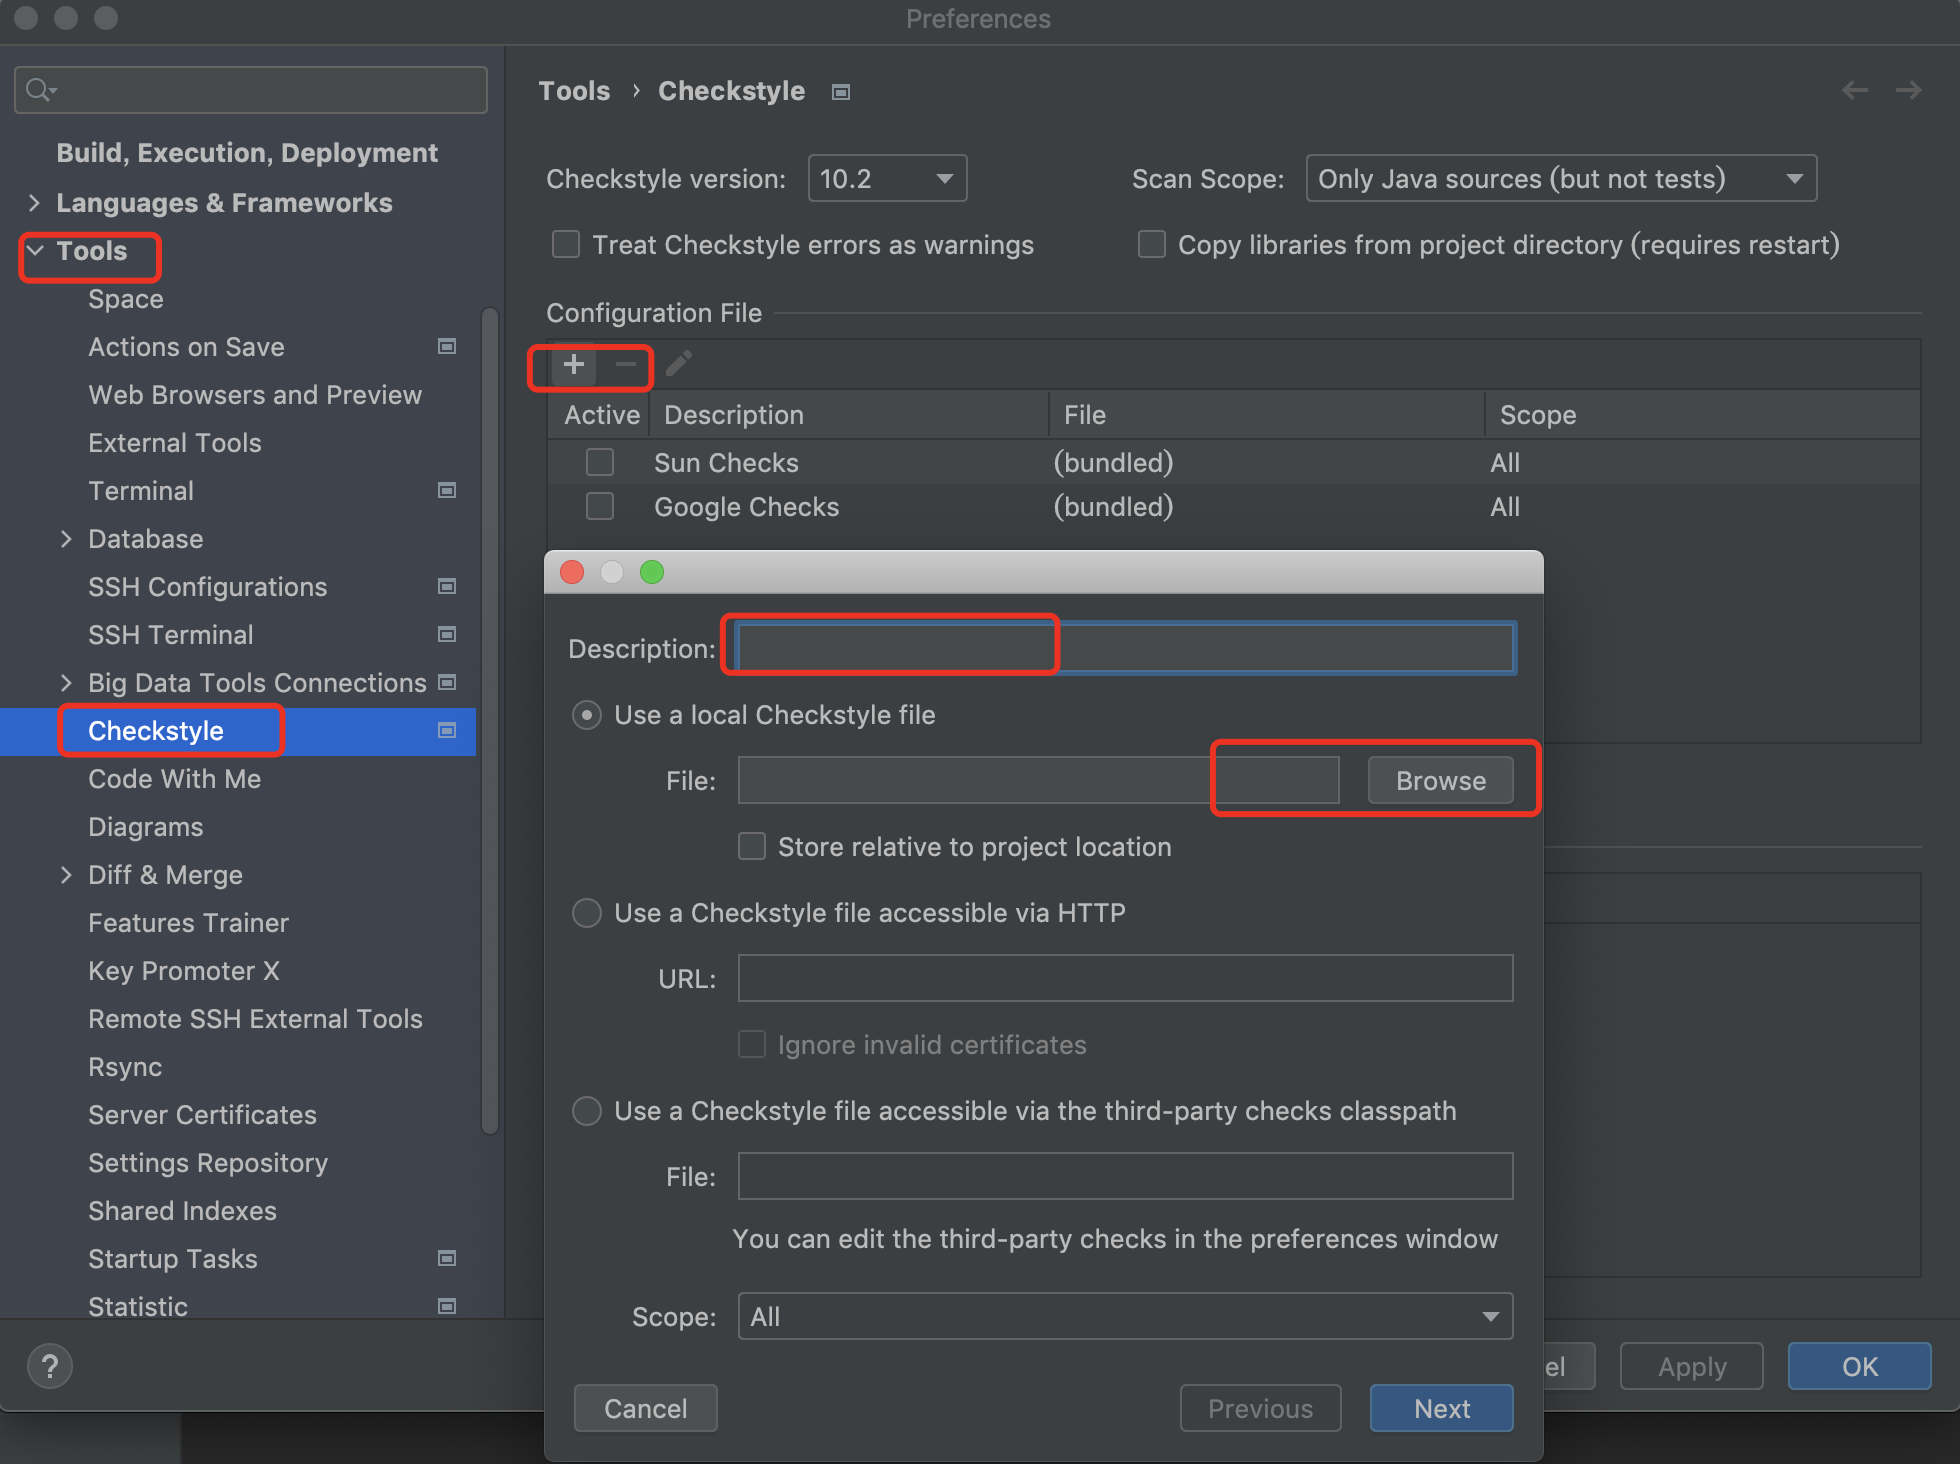 Preferences
Build, Execution, Deployment
Languages & Frameworks
Tools
Space
Actions on Save
Web Browsers and Preview
External Tools
Terminal
Database
SSH Configurations
SSH Terminal
Big Data Tools Connections
Checkstyle
Code With Me
Diagrams
Diff & Merge
Features Trainer
Key Promoter X
Remote SSH External Tools
Rsync
Server Certificates
Settings Repository
Shared Indexes
Startup Tasks
Statistic
?
Tools › Checkstyle
Checkstyle version: 10.2 Scan Scope: Only Java sources (but not tests)
Treat Checkstyle errors as warnings Copy libraries from project directory (requires restart)
Configuration File
Active Description File Scope
Sun Checks (bundled) All
Google Checks (bundled) All
Description:
Use a local Checkstyle file
File: Browse
Store relative to project location
Use a Checkstyle file accessible via HTTP
URL:
Ignore invalid certificates
Use a Checkstyle file accessible via the third-party checks classpath
File:
You can edit the third-party checks in the preferences window
Scope: All
Cancel Previous Next
el Apply OK